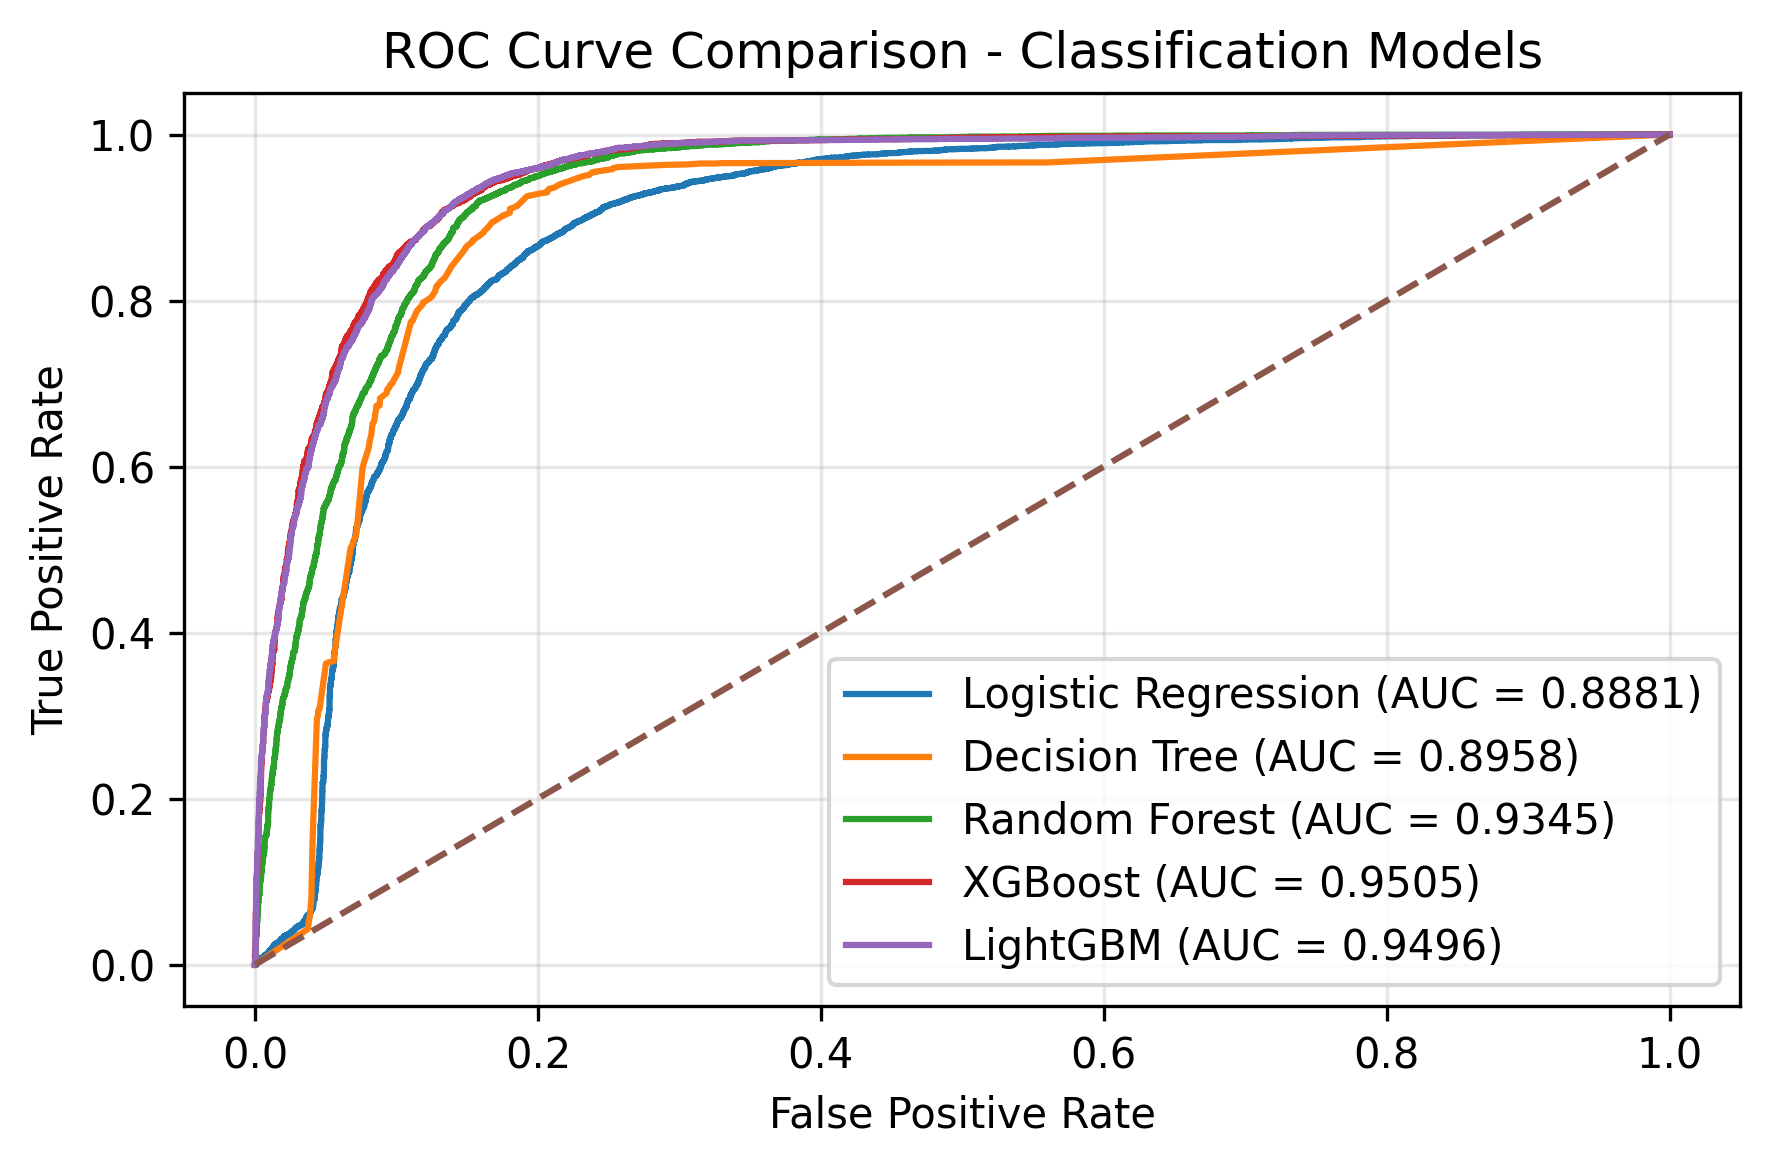 ROC Curve Comparison - Classification Models
True Positive Rate
1.0
0.8
0.6
0.4
0.2
0.0
Logistic Regression (AUC = 0.8881)
Decision Tree (AUC = 0.8958)
Random Forest (AUC = 0.9345)
XGBoost (AUC = 0.9505)
LightGBM (AUC = 0.9496)
0.0 0.2 0.4 0.6 0.8 1.0
False Positive Rate